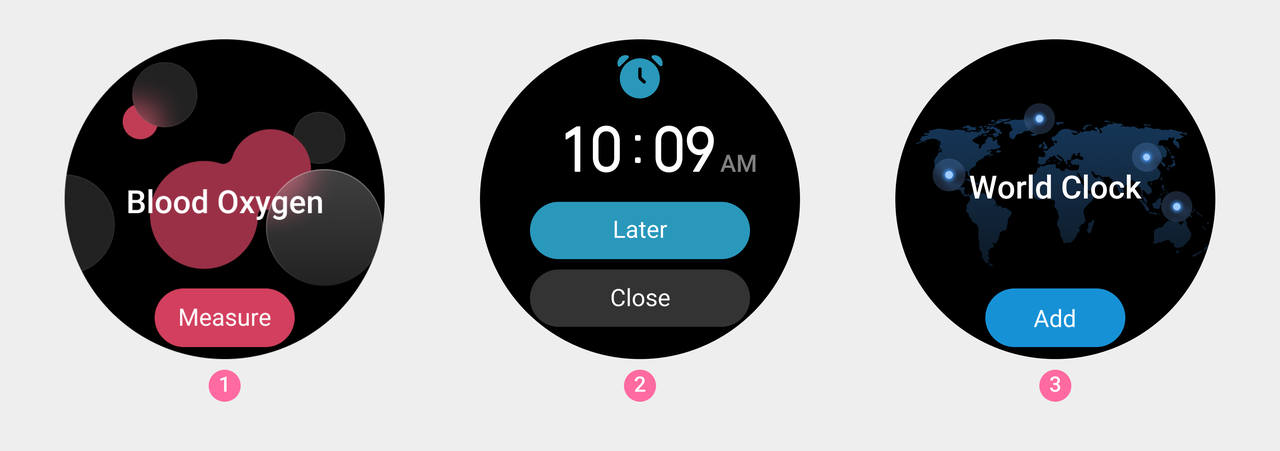 Blood Oxygen
Measure
1
10:09 AM
Later
Close
2
World Clock
Add
3